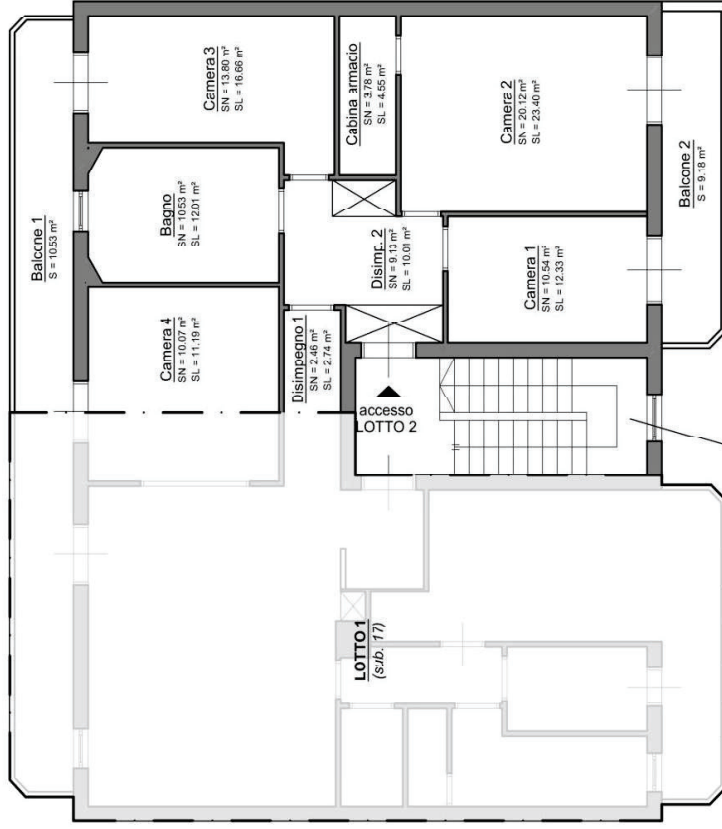 Camera 3
SN = 13.80 m²
SL = 16.66 m²
Cabina armacio
SN = 3.78 m²
SL = 4.55 m²
Camera 2
SN = 20.12 m²
SL = 23.40 m²
Balcone 1
S = 10.53 m²
Bagno
SN = 10.53 m²
SL = 12.01 m²
Disimp. 2
SN = 9.13 m²
SL = 10.01 m²
Camera 1
SN = 10.54 m²
SL = 12.33 m²
Balcone 2
S = 9.18 m²
Camera 4
SN = 10.07 m²
SL = 11.19 m²
Disimpegno 1
SN = 2.46 m²
SL = 2.74 m²
accesso
LOTTO 2
LOTTO 1
(sub. 17)